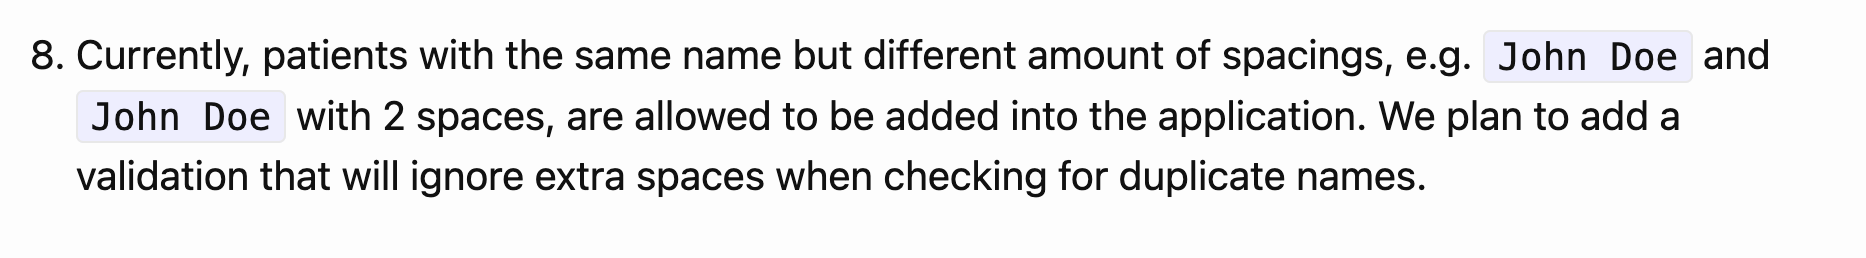 8. Currently, patients with the same name but different amount of spacings, e.g. John Doe and
John Doe with 2 spaces, are allowed to be added into the application. We plan to add a
validation that will ignore extra spaces when checking for duplicate names.